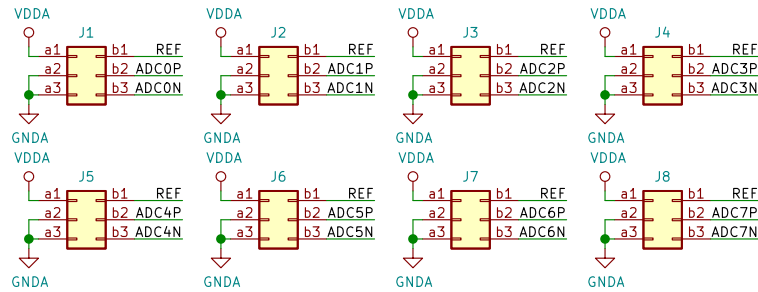 VDDA VDDA VDDA VDDA
J1 J2 J3 J4
a1 b1 REF a1 b1 REF a1 b1 REF a1 b1 REF
a2 b2 ADC0P a2 b2 ADC1P a2 b2 ADC2P a2 b2 ADC3P
a3 b3 ADC0N a3 b3 ADC1N a3 b3 ADC2N a3 b3 ADC3N
GNDA GNDA GNDA GNDA
VDDA VDDA VDDA VDDA
J5 J6 J7 J8
a1 b1 REF a1 b1 REF a1 b1 REF a1 b1 REF
a2 b2 ADC4P a2 b2 ADC5P a2 b2 ADC6P a2 b2 ADC7P
a3 b3 ADC4N a3 b3 ADC5N a3 b3 ADC6N a3 b3 ADC7N
GNDA GNDA GNDA GNDA